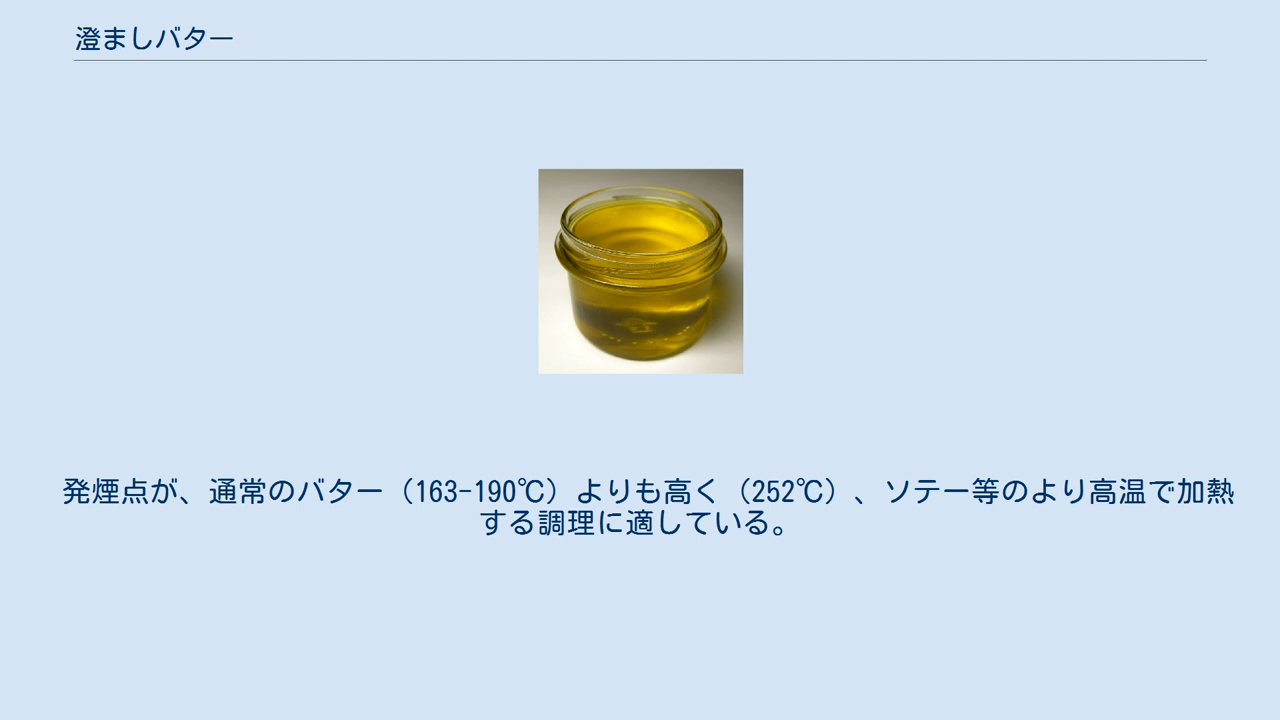 澄ましバター
発煙点が、通常のバター（163-190℃）よりも高く（252℃）、ソテー等のより高温で加熱
する調理に適している。